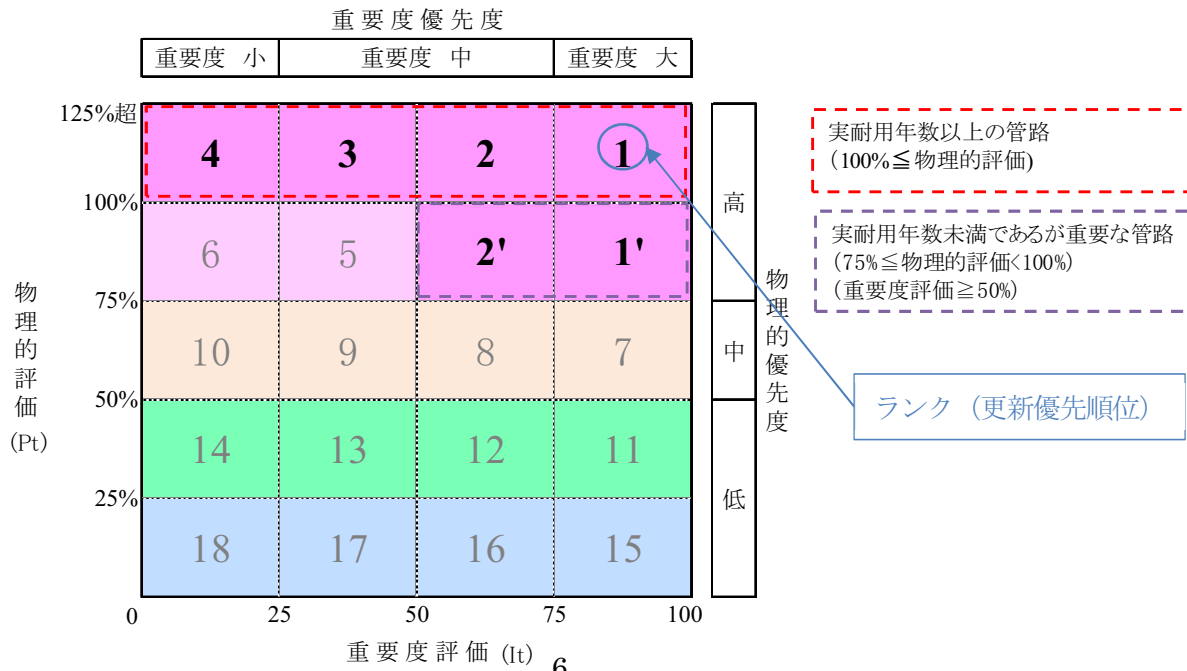 重要度優先度
重要度 小 重要度 中 重要度 大
125%超
4 3 2 1
100%
6 5 2' 1'
75%
10 9 8 7
50%
14 13 12 11
25%
18 17 16 15
0 25 50 75 100
重要度評価 (It)
物理的評価
(Pt)
高
中
低
物理的優先度
実耐用年数以上の管路
(100%≦物理的評価)
実耐用年数未満であるが重要な管路
(75%≦物理的評価<100%)
(重要度評価≧50%)
ランク（更新優先順位）
6